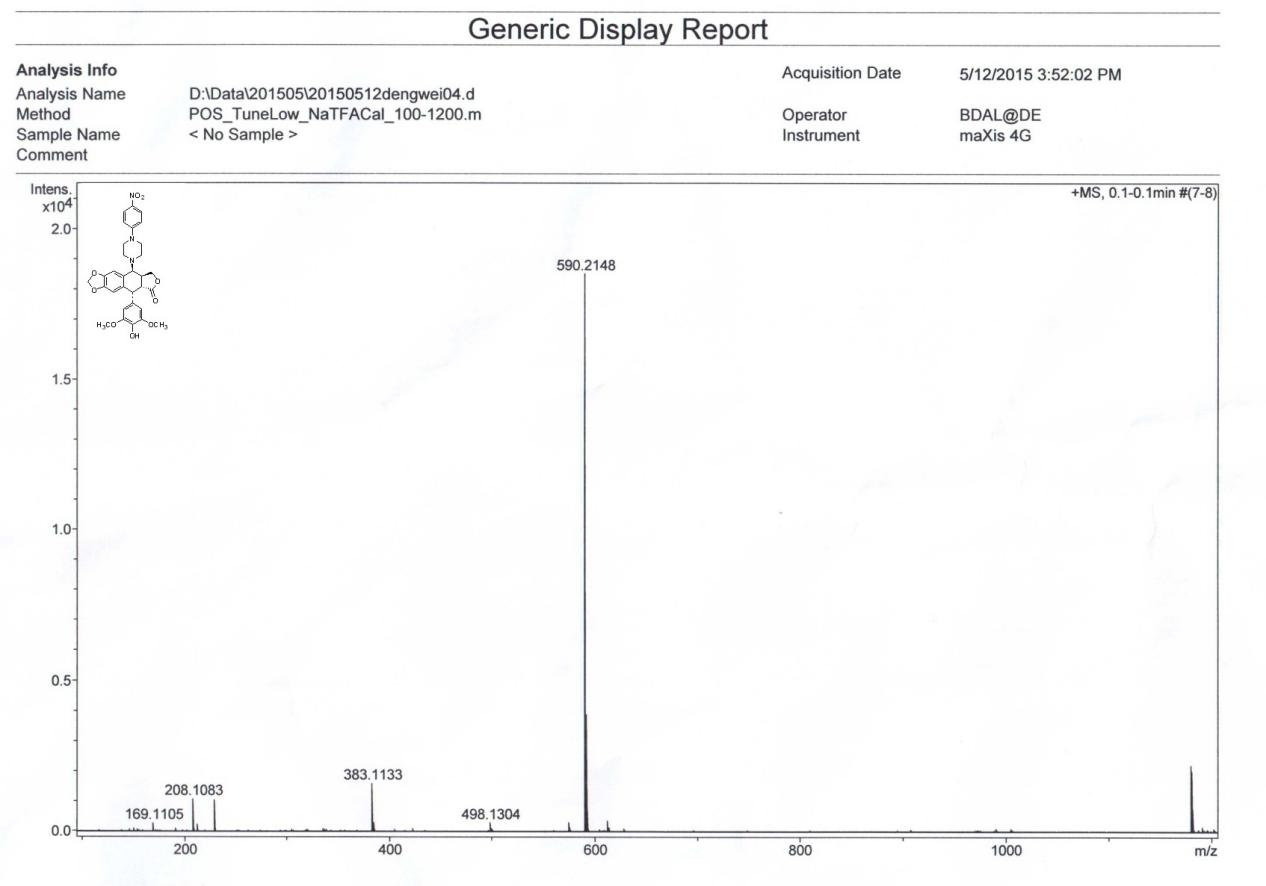 Generic Display Report
Analysis Info
Acquisition Date 5/12/2015 3:52:02 PM
Analysis Name D:\Data\201505\20150512dengwei04.d
Method POS_TuneLow_NaTFACal_100-1200.m
Operator BDAL@DE
Sample Name < No Sample >
Instrument maXis 4G
Comment
Intens.
x10⁴
+MS, 0.1-0.1min #(7-8)
NO₂
N
N
O
O
O
O
H₃CO
OCH₃
OH
2.0
590.2148
1.5
1.0
0.5
383.1133
208.1083
169.1105
498.1304
0.0
200 400 600 800 1000 m/z